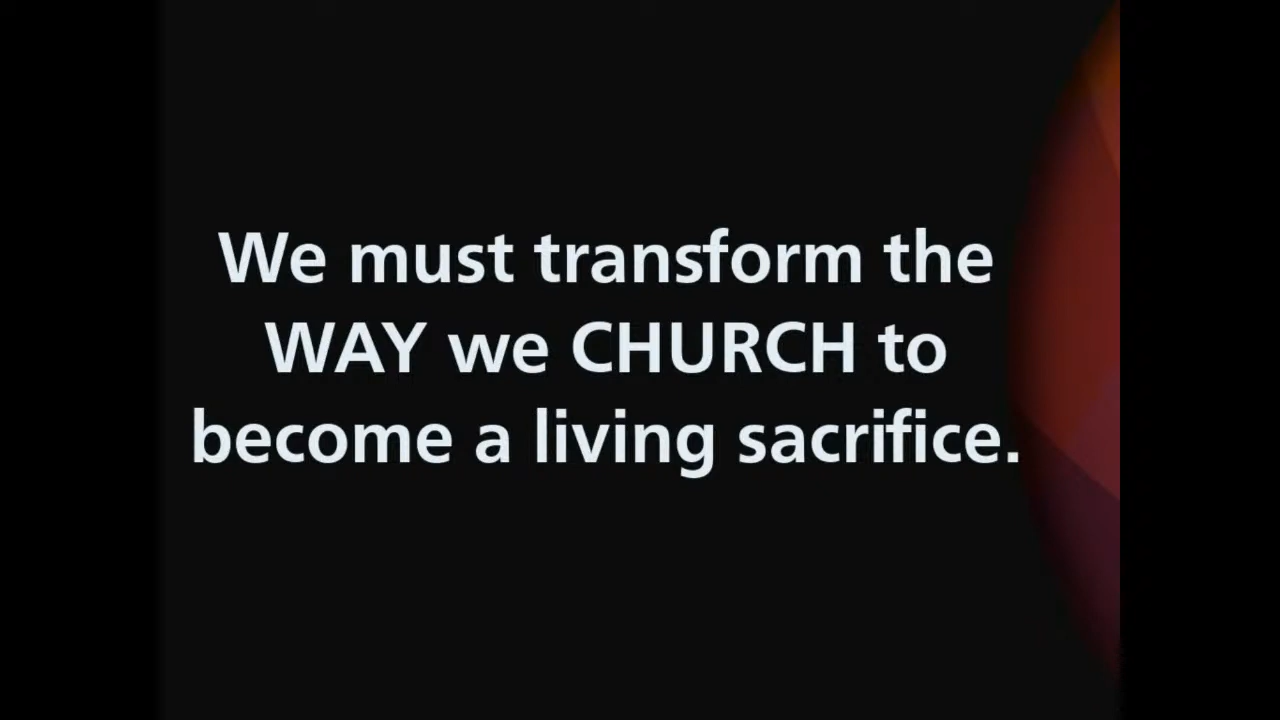 We must transform the
WAY we CHURCH to
become a living sacrifice.